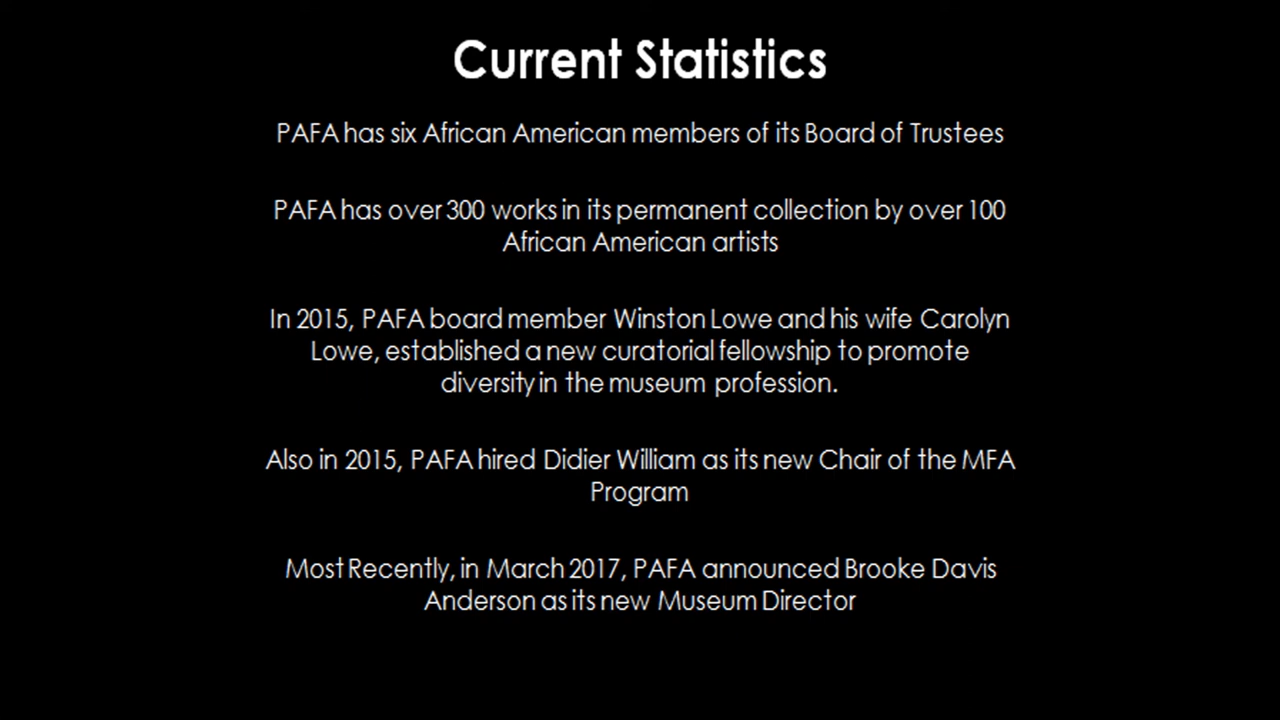 Current Statistics
PAFA has six African American members of its Board of Trustees
PAFA has over 300 works in its permanent collection by over 100
African American artists
In 2015, PAFA board member Winston Lowe and his wife Carolyn
Lowe, established a new curatorial fellowship to promote
diversity in the museum profession.
Also in 2015, PAFA hired Didier William as its new Chair of the MFA
Program
Most Recently, in March 2017, PAFA announced Brooke Davis
Anderson as its new Museum Director